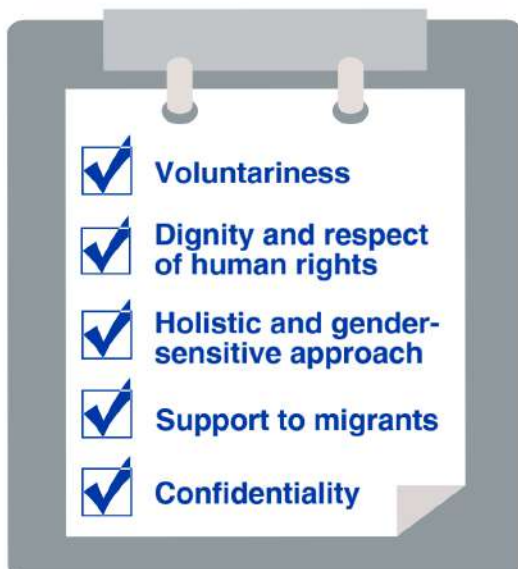 Voluntariness
Dignity and respect
of human rights
Holistic and gender-
sensitive approach
Support to migrants
Confidentiality